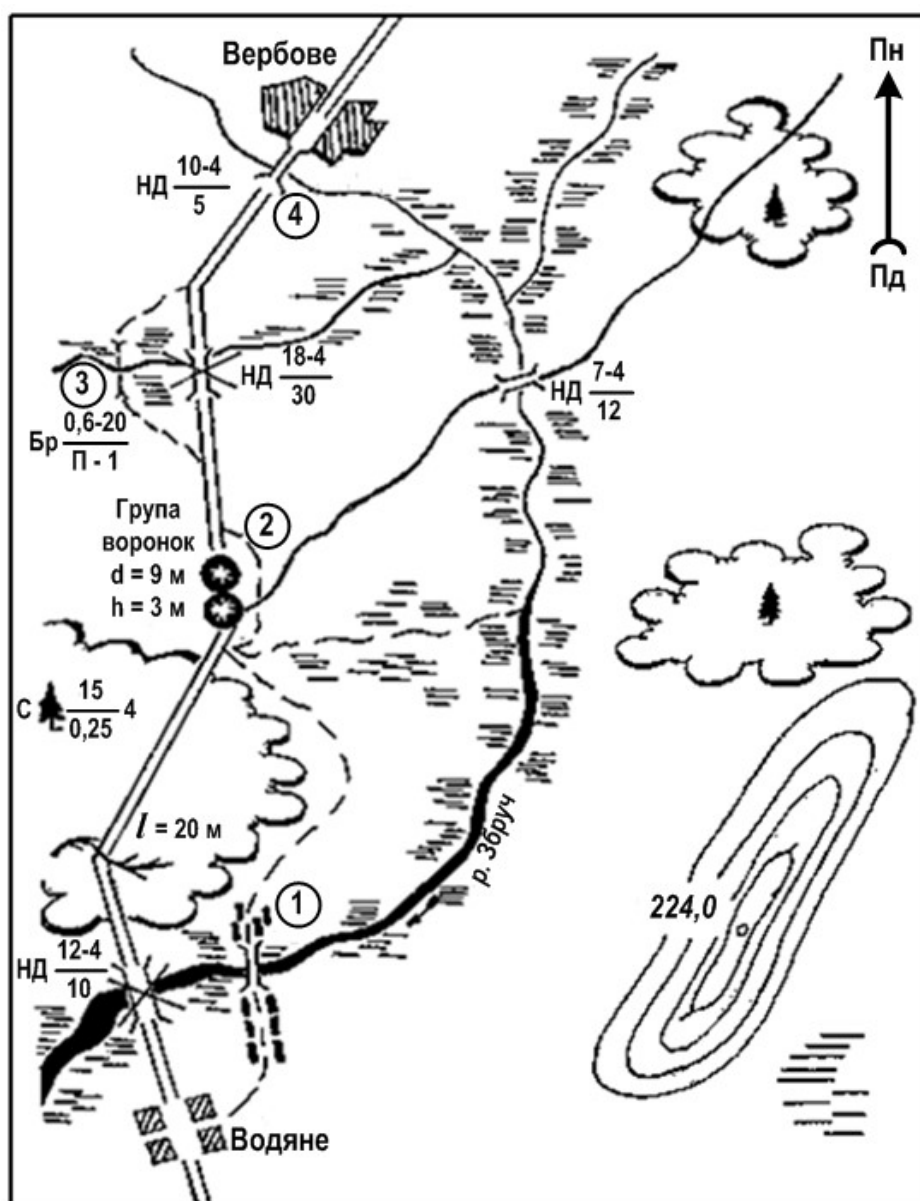 Вербове
Пн
Пд
НД 10-4
5
4
НД 18-4
30
3
НД 7-4
12
Бр 0,6-20
П - 1
2
Група
воронок
d = 9 м
h = 3 м
С 15 4
0,25
l = 20 м
р. Збруч
1
224,0
НД 12-4
10
Водяне